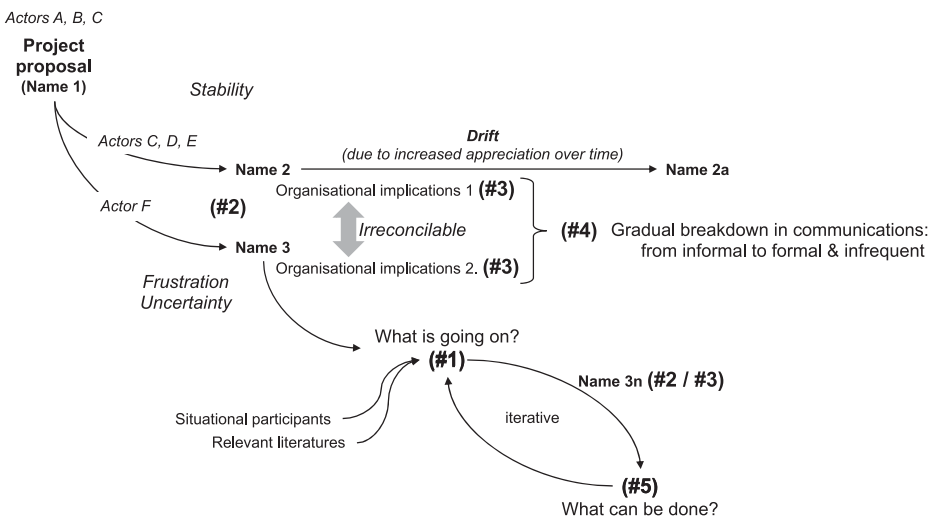 Actors A, B, C
Project
proposal
(Name 1)
Stability
Actors C, D, E
Drift
(due to increased appreciation over time)
Name 2
Name 2a
Organisational implications 1 (#3)
Actor F
(#2)
Irreconcilable
(#4) Gradual breakdown in communications:
from informal to formal & infrequent
Name 3
Organisational implications 2. (#3)
Frustration
Uncertainty
What is going on?
(#1)
Name 3n (#2 / #3)
Situational participants
Relevant literatures
iterative
(#5)
What can be done?